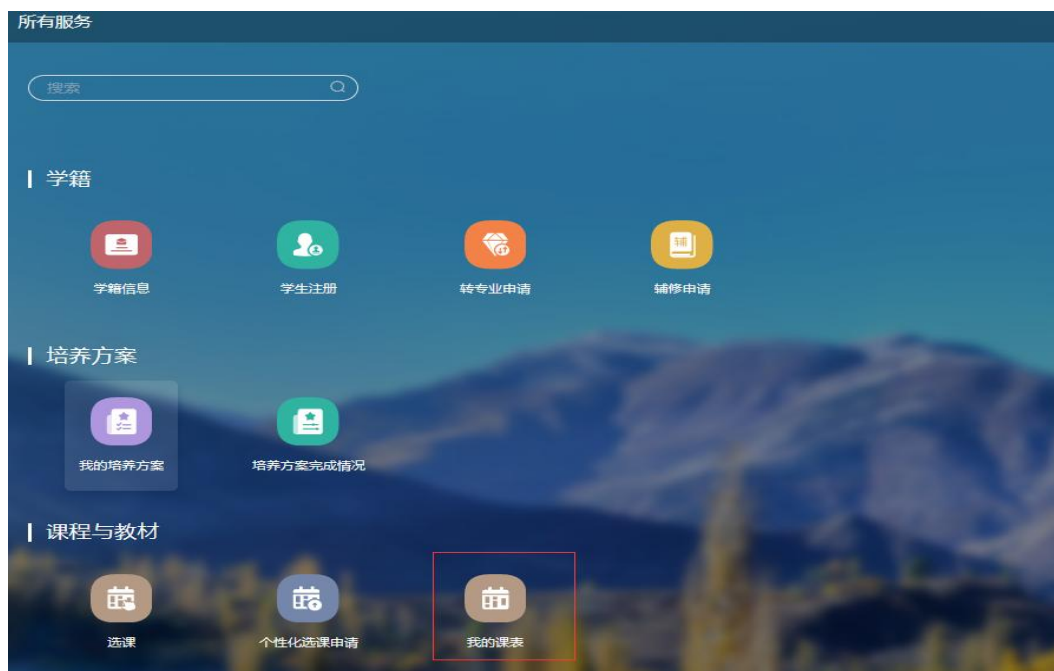 所有服务
搜索
学籍
学籍信息 学生注册 转专业申请 辅修申请
培养方案
我的培养方案 培养方案完成情况
课程与教材
选课 个性化选课申请 我的课表